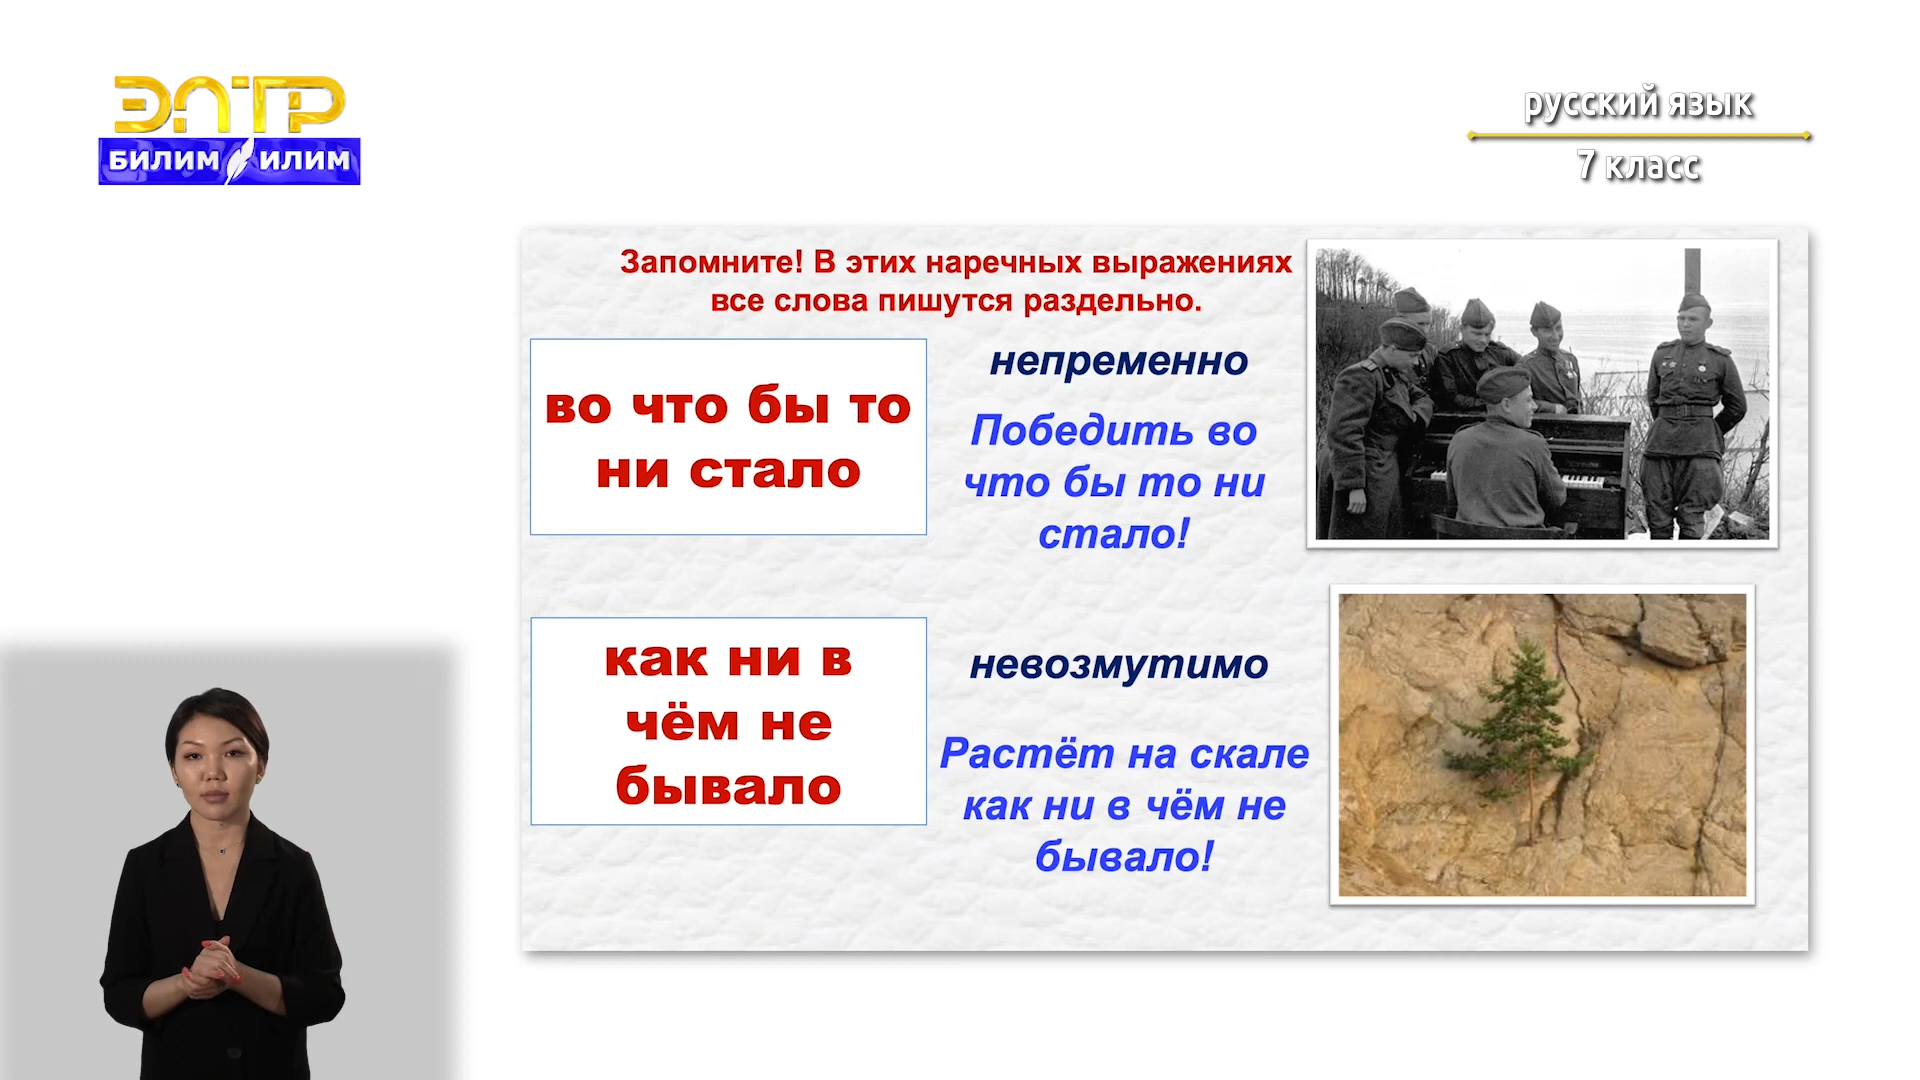 ЭЛТР
БИЛИМ ИЛИМ
русский язык
7 класс
Запомните! В этих наречных выражениях
все слова пишутся раздельно.
во что бы то
ни стало
непременно
Победить во
что бы то ни
стало!
как ни в
чём не
бывало
невозмутимо
Растёт на скале
как ни в чём не
бывало!